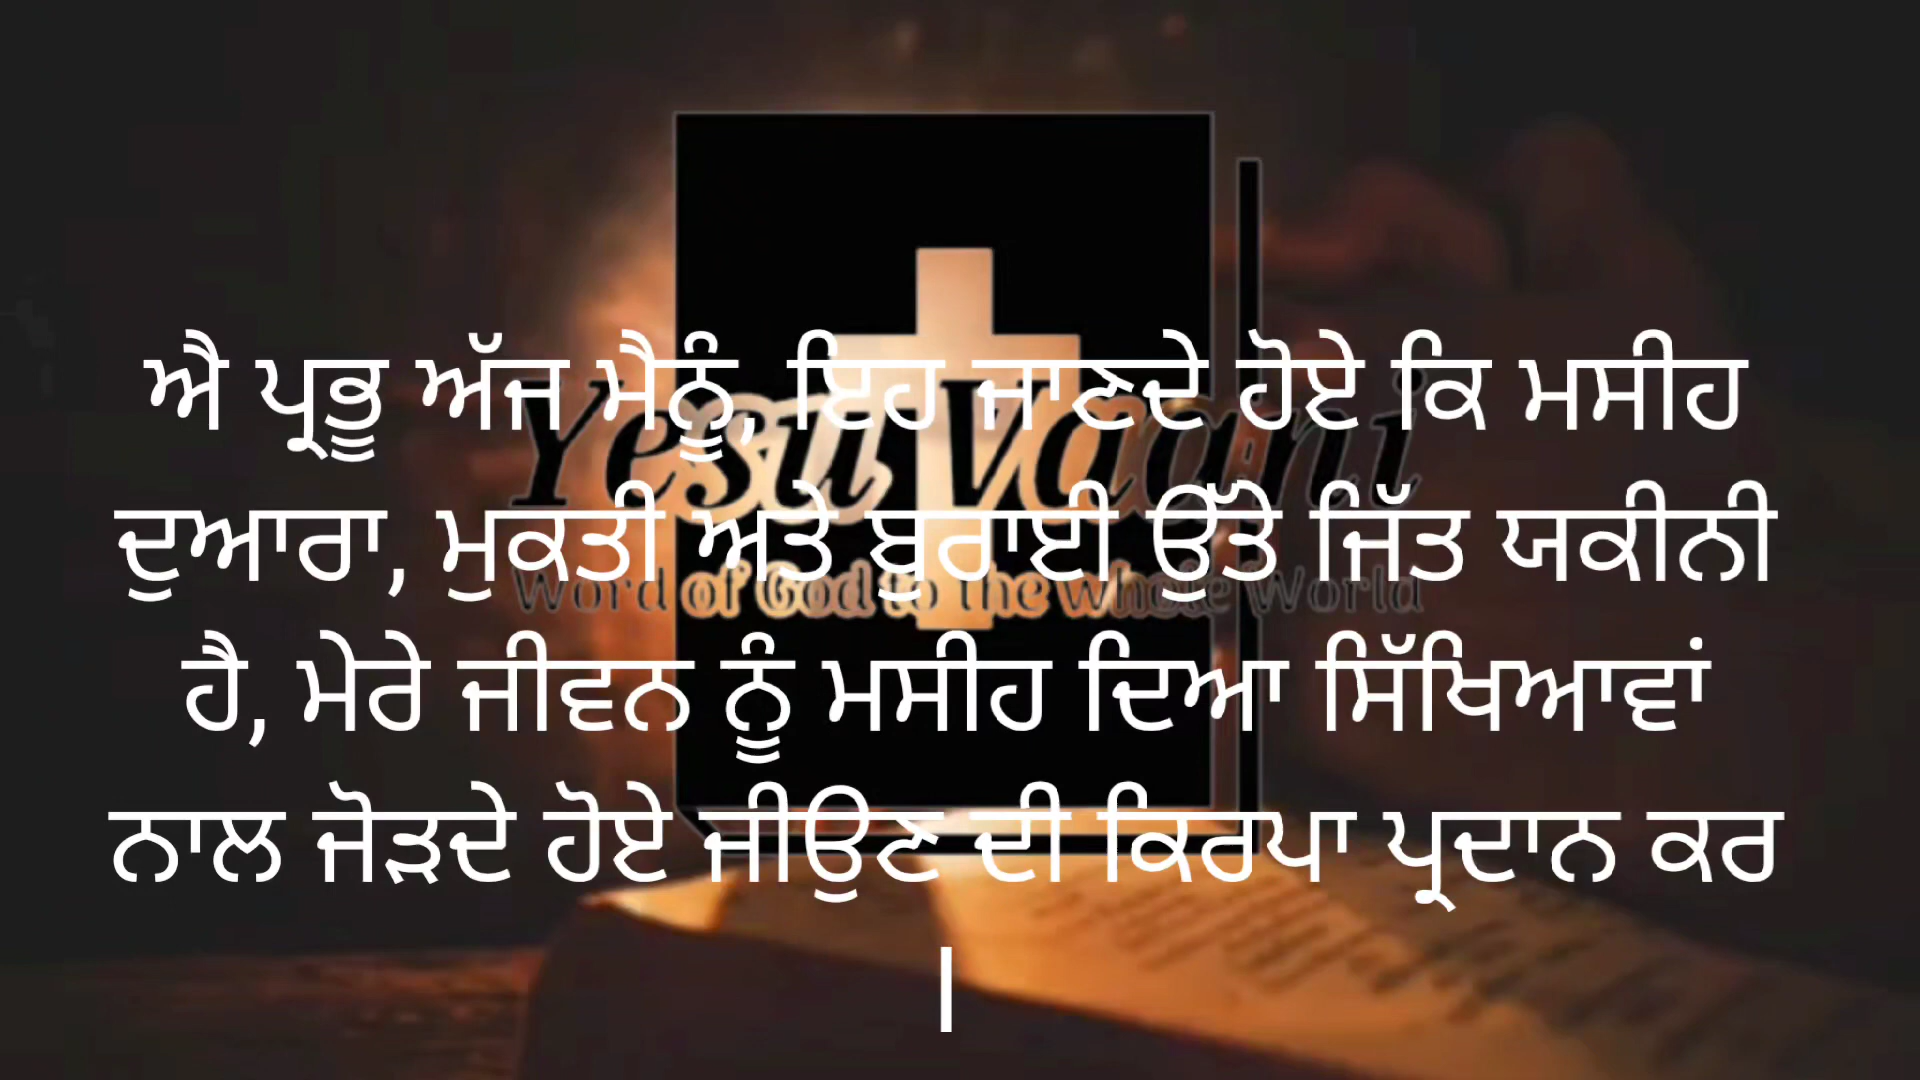 ਐ ਪ੍ਰਭੂ ਅੱਜ ਮੈਨੂੰ, ਇਹ ਜਾਣਦੇ ਹੋਏ ਕਿ ਮਸੀਹ
ਦੁਆਰਾ, ਮੁਕਤੀ ਅਤੇ ਬੁਰਾਈ ਉੱਤੇ ਜਿੱਤ ਯਕੀਨੀ
ਹੈ, ਮੇਰੇ ਜੀਵਨ ਨੂੰ ਮਸੀਹ ਦਿਆ ਸਿੱਖਿਆਵਾਂ
ਨਾਲ ਜੋੜਦੇ ਹੋਏ ਜੀਉਣ ਦੀ ਕਿਰਪਾ ਪ੍ਰਦਾਨ ਕਰ
|
Yesu Vaani
Word of God to the whole World